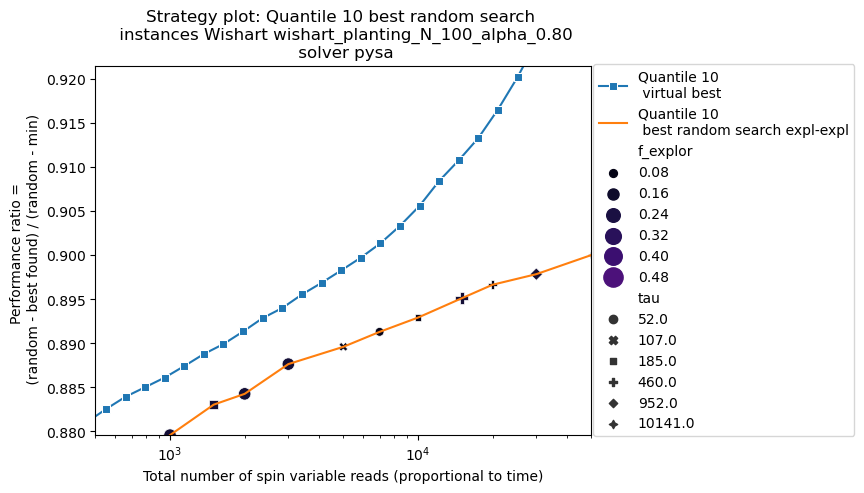 Strategy plot: Quantile 10 best random search
instances Wishart wishart_planting_N_100_alpha_0.80
solver pysa
Performance ratio =
(random - best found) / (random - min)
0.920
0.915
0.910
0.905
0.900
0.895
0.890
0.885
0.880
10^3
10^4
Total number of spin variable reads (proportional to time)
Quantile 10
virtual best
Quantile 10
best random search expl-expl
f_explor
0.08
0.16
0.24
0.32
0.40
0.48
tau
52.0
107.0
185.0
460.0
952.0
10141.0